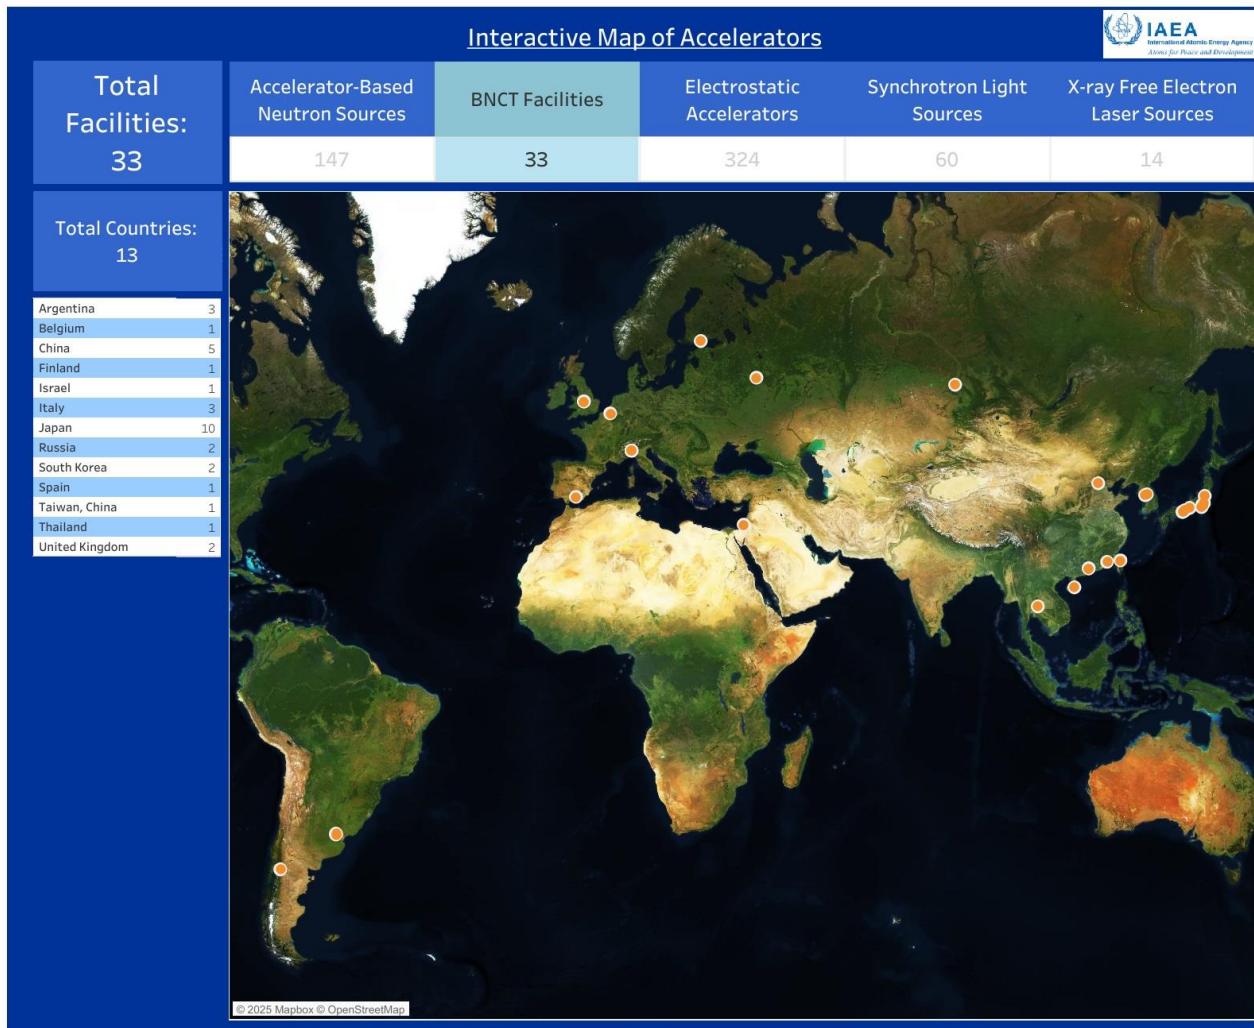 Interactive Map of Accelerators
IAEA
International Atomic Energy Agency
Atoms for Peace and Development
Total
Facilities:
33
Accelerator-Based
Neutron Sources
147
BNCT Facilities
33
Electrostatic
Accelerators
324
Synchrotron Light
Sources
60
X-ray Free Electron
Laser Sources
14
Total Countries:
13
Argentina 3
Belgium 1
China 5
Finland 1
Israel 1
Italy 3
Japan 10
Russia 2
South Korea 2
Spain 1
Taiwan, China 1
Thailand 1
United Kingdom 2
© 2025 Mapbox © OpenStreetMap